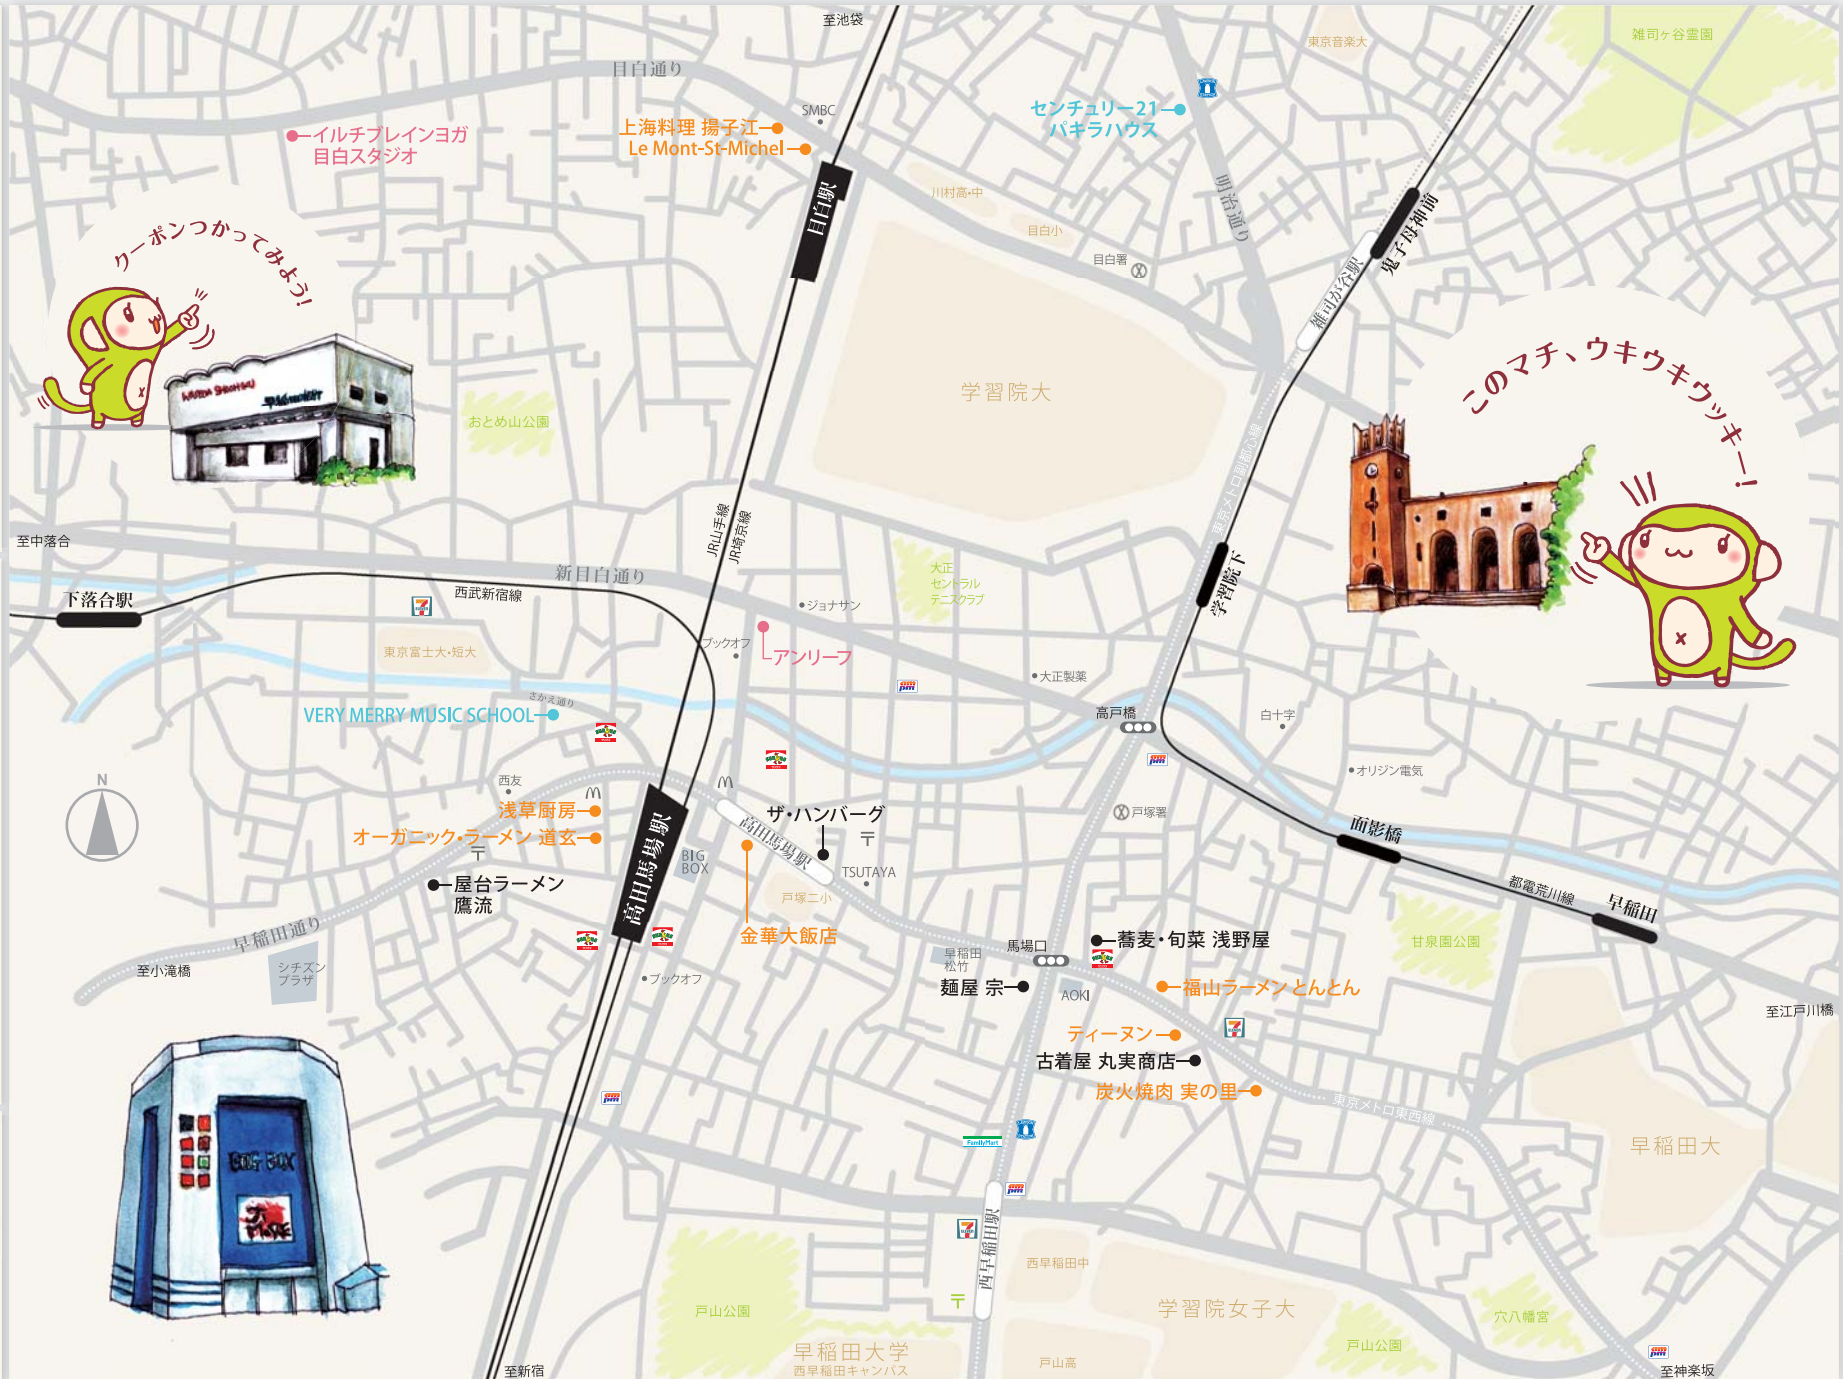 至池袋
目白通り
東京音楽大
雑司ヶ谷霊園
SMBC
センチュリー21
パキラハウス
上海料理 揚子江
Le Mont-St-Michel
イルチブレインヨガ
目白スタジオ
川村高・中
目白小
明治通り
目白駅
目白署
鬼子母神前
雑司が谷駅
クーポンつかってみよう!
WASEDA SHOCHIKU
このマチ、ウキウキウッキー!
学習院大
おとめ山公園
東京メトロ副都心線
JR山手線
JR埼京線
至中落合
新目白通り
大正
セントラル
テニスクラブ
学習院下
下落合駅
西武新宿線
ジョナサン
ブックオフ
アンリーフ
東京富士大・短大
大正製薬
さかえ通り
VERY MERRY MUSIC SCHOOL
高戸橋
白十字
オリジン電気
N
西友
浅草厨房
オーガニック・ラーメン 道玄
高田馬場駅
高田馬場駅
ザ・ハンバーグ
戸塚署
面影橋
BIG
BOX
TSUTAYA
戸塚二小
屋台ラーメン
鷹流
都電荒川線
早稲田
早稲田通り
金華大飯店
馬場口
蕎麦・旬菜 浅野屋
甘泉園公園
至小滝橋
シチズン
プラザ
ブックオフ
早稲田
松竹
麺屋 宗
AOKI
福山ラーメン とんとん
至江戸川橋
ティーヌン
古着屋 丸実商店
炭火焼肉 実の里
東京メトロ東西線
FamilyMart
早稲田大
BIG BOX
西早稲田駅
西早稲田中
学習院女子大
戸山公園
穴八幡宮
戸山公園
早稲田大学
西早稲田キャンパス
戸山高
至新宿
至神楽坂